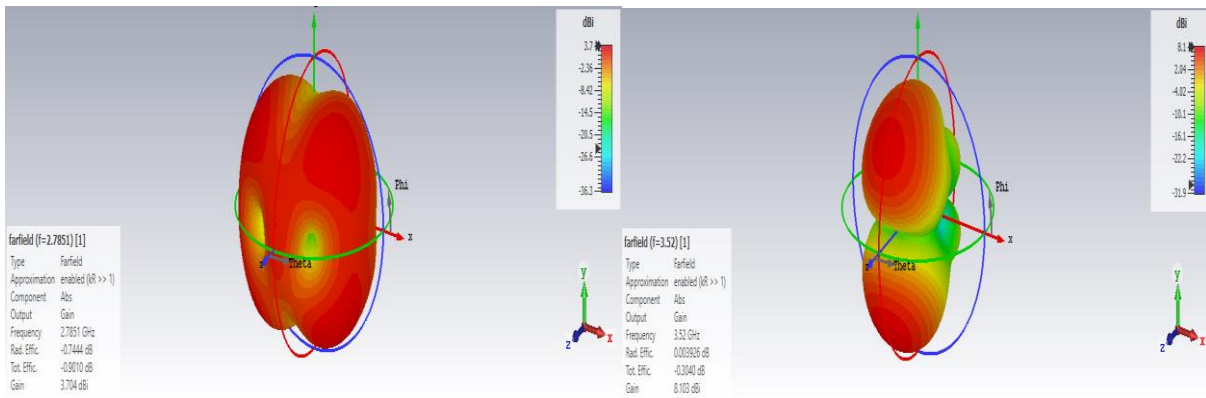 y
dBi
3.7
-2.36
-8.42
-14.5
-20.5
-26.6
-36.3
Phi
x
z
Theta
farfield (f=2.7851) [1]
Type Farfield
Approximation enabled (kR >> 1)
Component Abs
Output Gain
Frequency 2.7851 GHz
Rad. Effic. -0.7444 dB
Tot. Effic. -0.9010 dB
Gain 3.704 dBi
y
z
x
dBi
8.1
2.04
-4.02
-10.1
-16.1
-22.2
-31.9
Phi
x
z
Theta
farfield (f=3.52) [1]
Type Farfield
Approximation enabled (kR >> 1)
Component Abs
Output Gain
Frequency 3.52 GHz
Rad. Effic. 0.003926 dB
Tot. Effic. -0.3040 dB
Gain 8.103 dBi
y
z
x